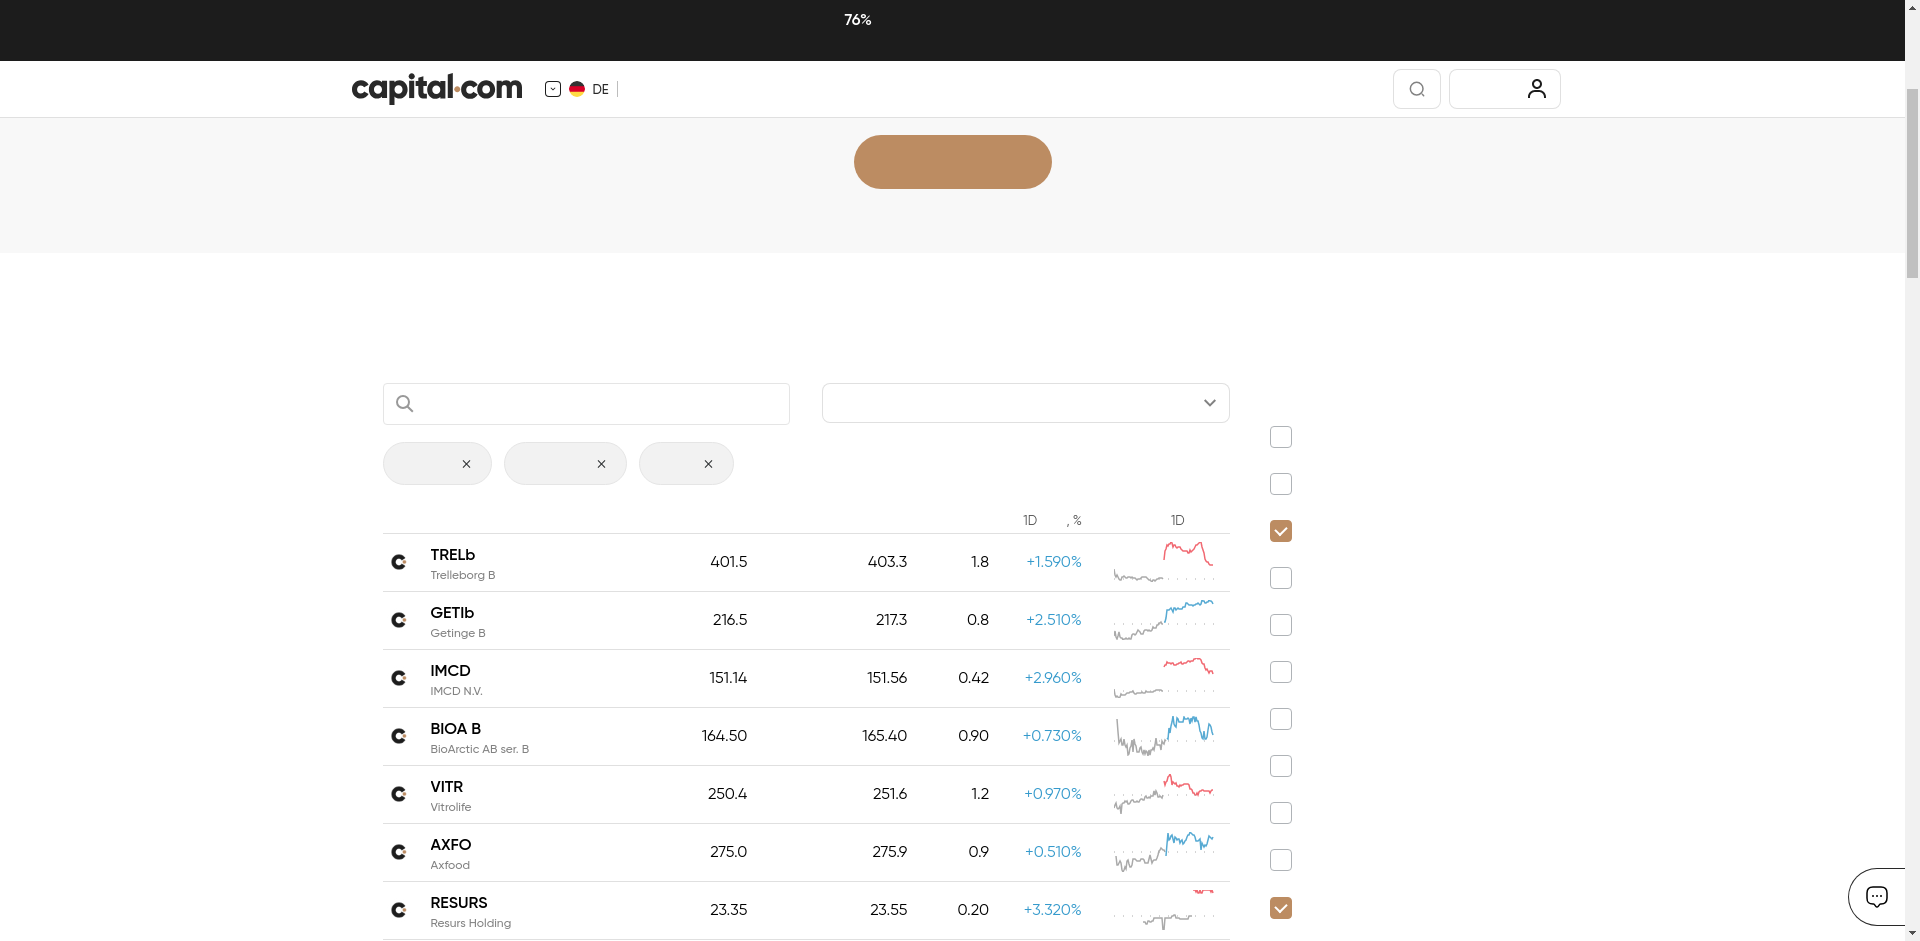 76%
capital.com
DE
1D , % 1D
TRELb 401.5 403.3 1.8 +1.590%
Trelleborg B
GETIb 216.5 217.3 0.8 +2.510%
Getinge B
IMCD 151.14 151.56 0.42 +2.960%
IMCD N.V.
BIOA B 164.50 165.40 0.90 +0.730%
BioArctic AB ser. B
VITR 250.4 251.6 1.2 +0.970%
Vitrolife
AXFO 275.0 275.9 0.9 +0.510%
Axfood
RESURS 23.35 23.55 0.20 +3.320%
Resurs Holding